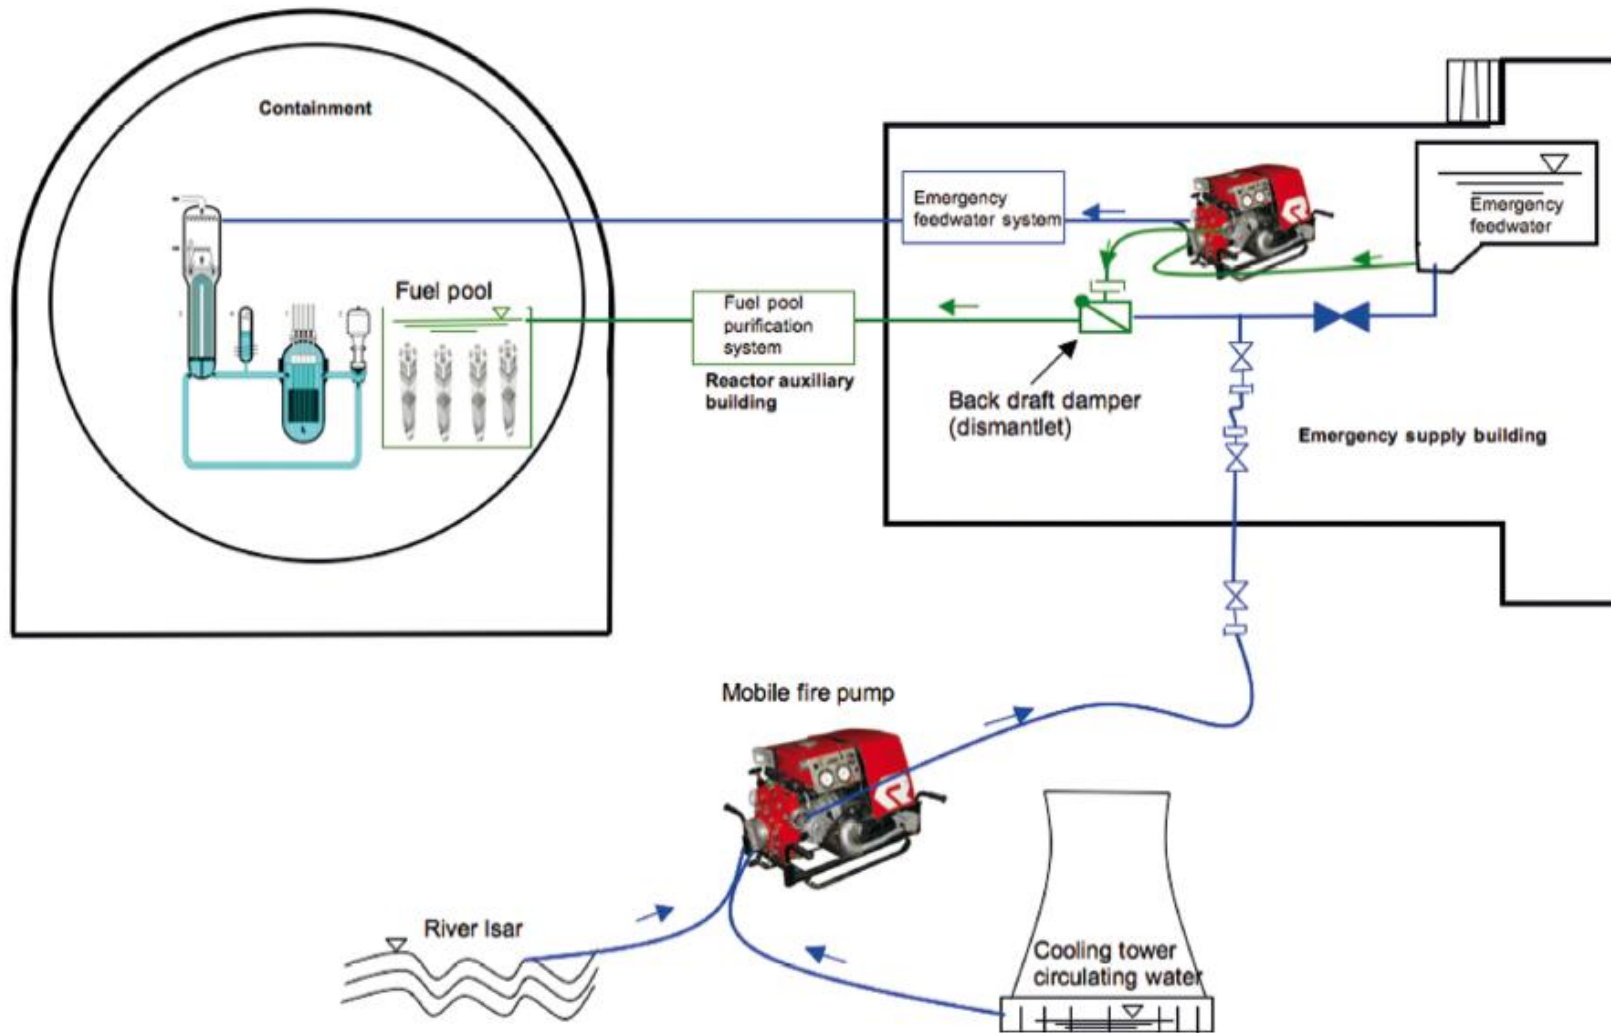 Containment
Emergency
feedwater system
Emergency
feedwater
Fuel pool
Fuel pool
purification
system
Reactor auxiliary
building
Back draft damper
(dismantlet)
Emergency supply building
Mobile fire pump
River Isar
Cooling tower
circulating water